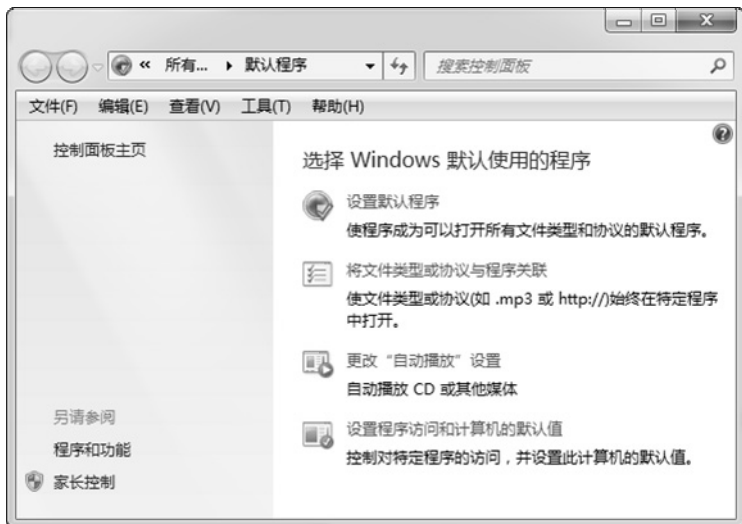 « 所有... ▸ 默认程序
搜索控制面板
文件(F) 编辑(E) 查看(V) 工具(T) 帮助(H)
控制面板主页
选择 Windows 默认使用的程序
设置默认程序
使程序成为可以打开所有文件类型和协议的默认程序。
将文件类型或协议与程序关联
使文件类型或协议(如 .mp3 或 http://)始终在特定程序
中打开。
更改“自动播放”设置
自动播放 CD 或其他媒体
设置程序访问和计算机的默认值
控制对特定程序的访问，并设置此计算机的默认值。
另请参阅
程序和功能
家长控制